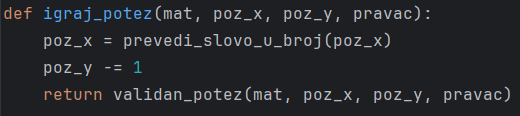 def igraj_potez(mat, poz_x, poz_y, pravac):
    poz_x = prevedi_slovo_u_broj(poz_x)
    poz_y -= 1
    return validan_potez(mat, poz_x, poz_y, pravac)